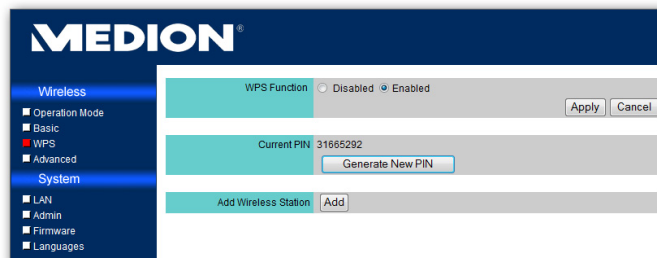 MEDION®
Wireless
Operation Mode
Basic
WPS
Advanced
System
LAN
Admin
Firmware
Languages
WPS Function Disabled Enabled
Apply Cancel
Current PIN 31665292
Generate New PIN
Add Wireless Station Add